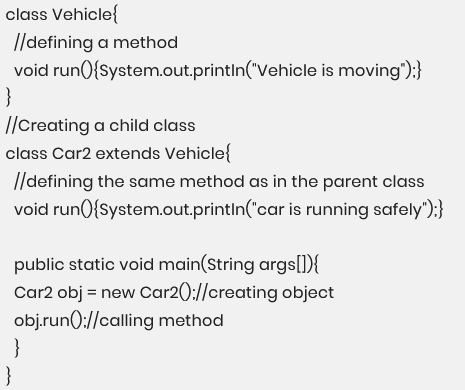 class Vehicle{
  //defining a method
  void run(){System.out.println("Vehicle is moving");}
}
//Creating a child class
class Car2 extends Vehicle{
  //defining the same method as in the parent class
  void run(){System.out.println("car is running safely");}

  public static void main(String args[]){
  Car2 obj = new Car2();//creating object
  obj.run();//calling method
  }
}